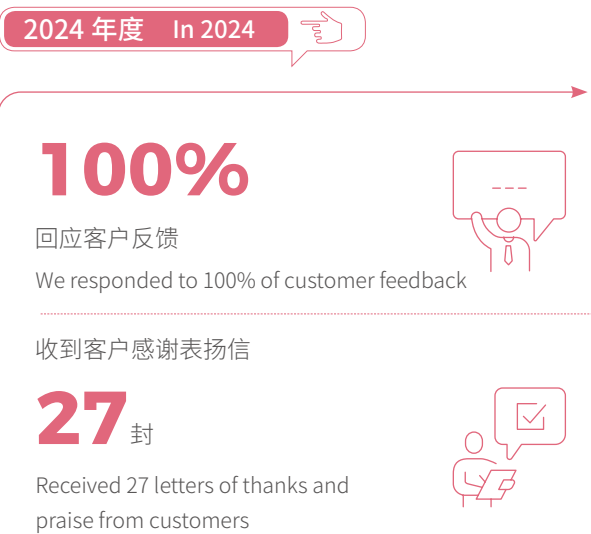 2024 年度 In 2024
100%
回应客户反馈
We responded to 100% of customer feedback
收到客户感谢表扬信
27封
Received 27 letters of thanks and
praise from customers